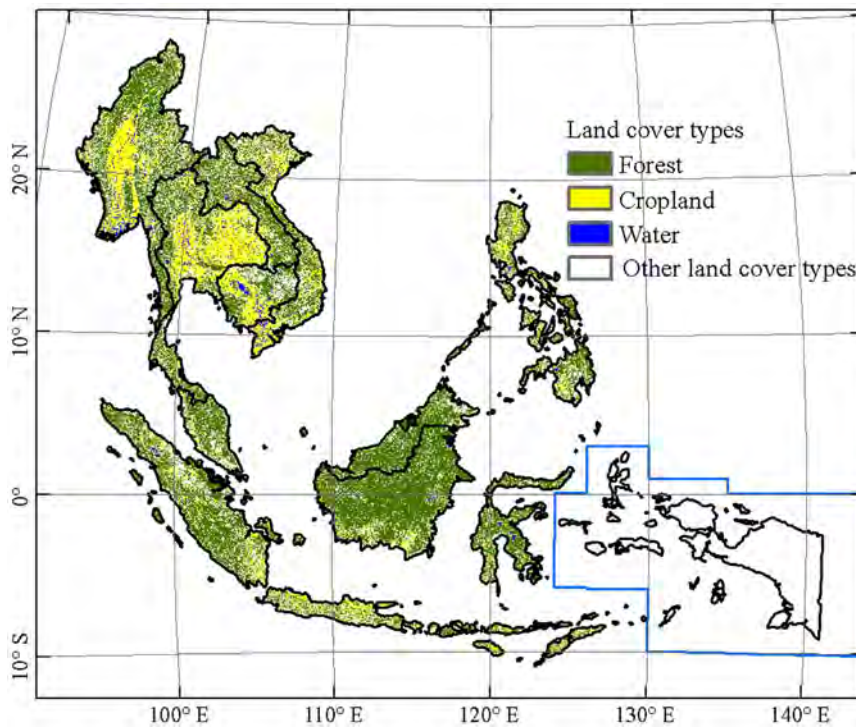 Land cover types
Forest
Cropland
Water
Other land cover types
20° N
10° N
0°
10° S
100° E
110° E
120° E
130° E
140° E